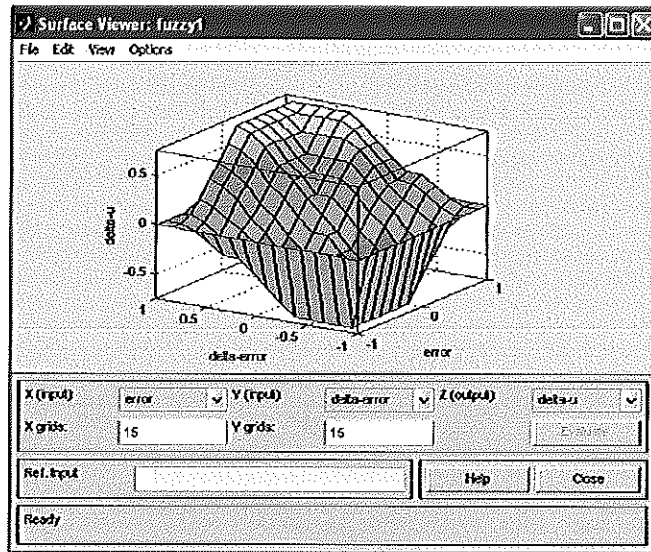 Surface Viewer: fuzzy1
File Edit View Options
0.5
0
-0.5
delta-u
1
0.5
0
-0.5
-1
delta-error
-1
0
1
error
X (input): error Y (input): delta-error Z (output): delta-u
X grids: 15 Y grids: 15 Evaluate
Ref. Input: Help Close
Ready